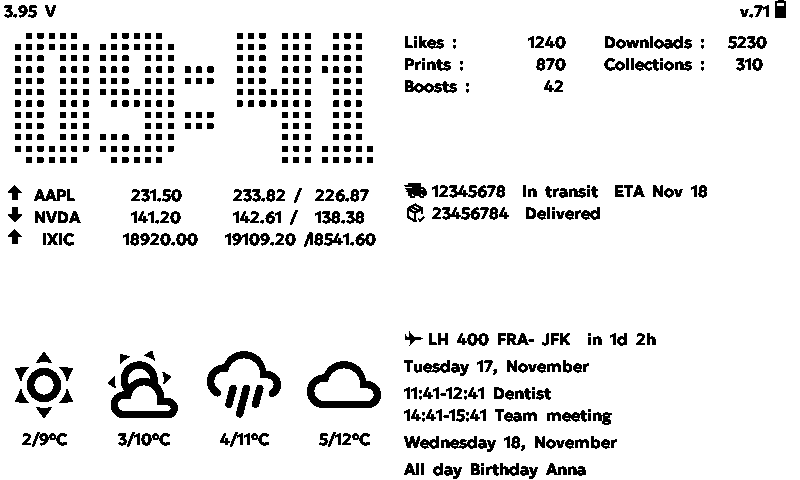 3.95 V
v.71
09:41
Likes : 1240 Downloads : 5230
Prints : 870 Collections : 310
Boosts : 42
AAPL 231.50 233.82 / 226.87
NVDA 141.20 142.61 / 138.38
IXIC 18920.00 19109.20 /18541.60
12345678 In transit ETA Nov 18
23456784 Delivered
LH 400 FRA- JFK in 1d 2h
Tuesday 17, November
11:41-12:41 Dentist
14:41-15:41 Team meeting
Wednesday 18, November
All day Birthday Anna
2/9°C 3/10°C 4/11°C 5/12°C